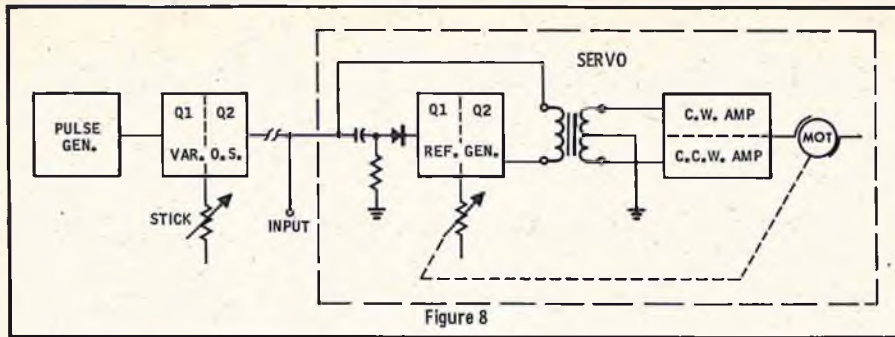 SERVO
PULSE
GEN.
Q1 Q2
VAR. O.S.
STICK
INPUT
Q1 Q2
REF. GEN.
C.W. AMP
C.C.W. AMP
MOT
Figure 8